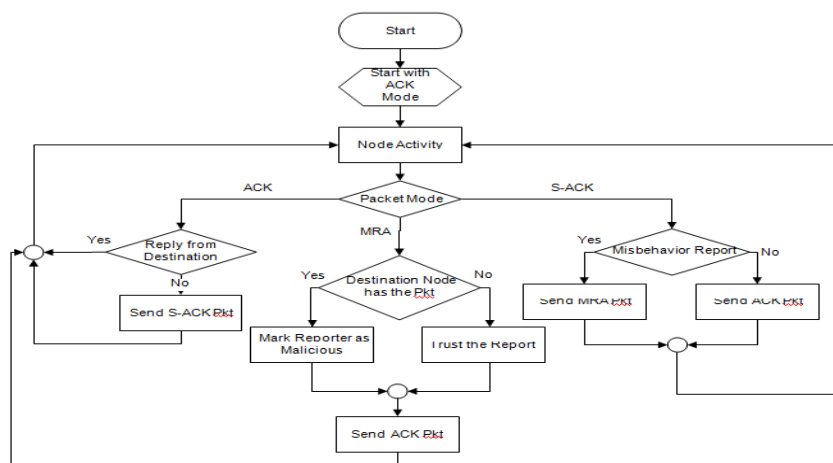 Start
Start with
ACK
Mode
Node Activity
Packet Mode
ACK
S-ACK
MRA
Yes
Reply from
Destination
No
Send S-ACK Pkt
Yes
Destination Node
has the Pkt
No
Mark Reporter as
Malicious
Trust the Report
Yes
Misbehavior Report
No
Send MRA Pkt
Send ACK Pkt
Send ACK Pkt